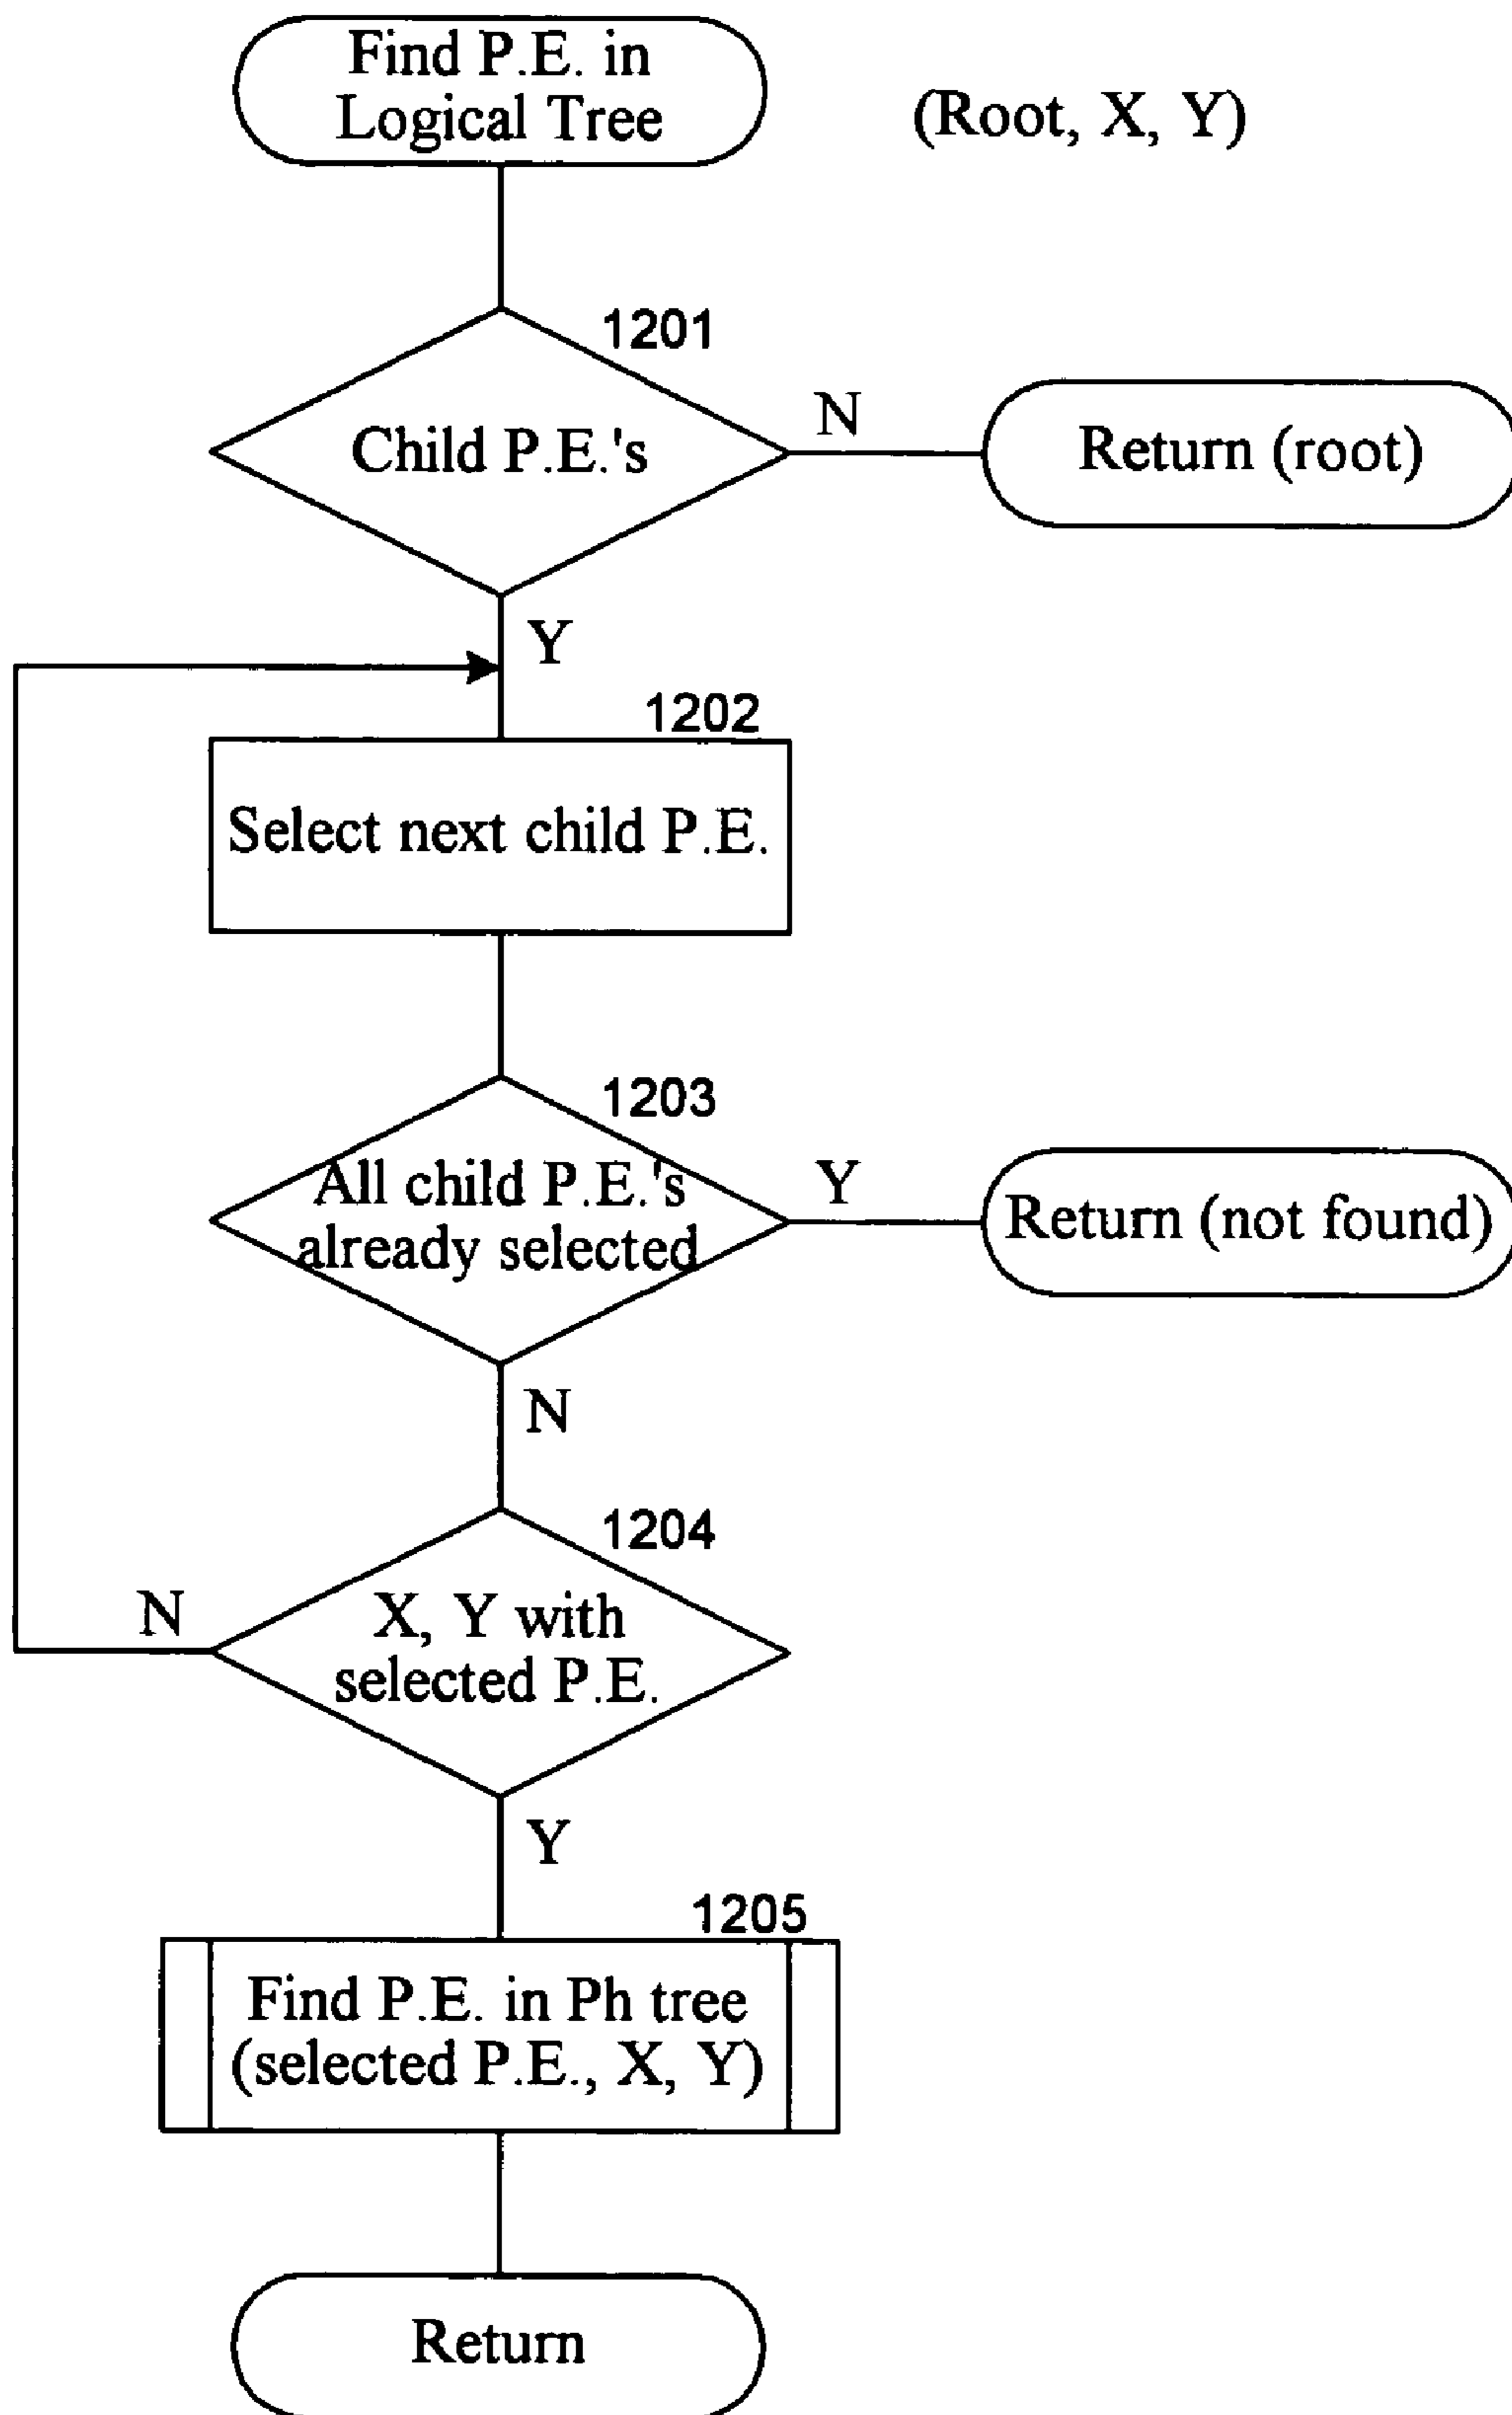 Find P.E. in
Logical Tree
(Root, X, Y)
1201
Child P.E.'s
N
Return (root)
Y
1202
Select next child P.E.
1203
All child P.E.'s
already selected
Y
Return (not found)
N
1204
X, Y with
selected P.E.
N
Y
1205
Find P.E. in Ph tree
(selected P.E., X, Y)
Return